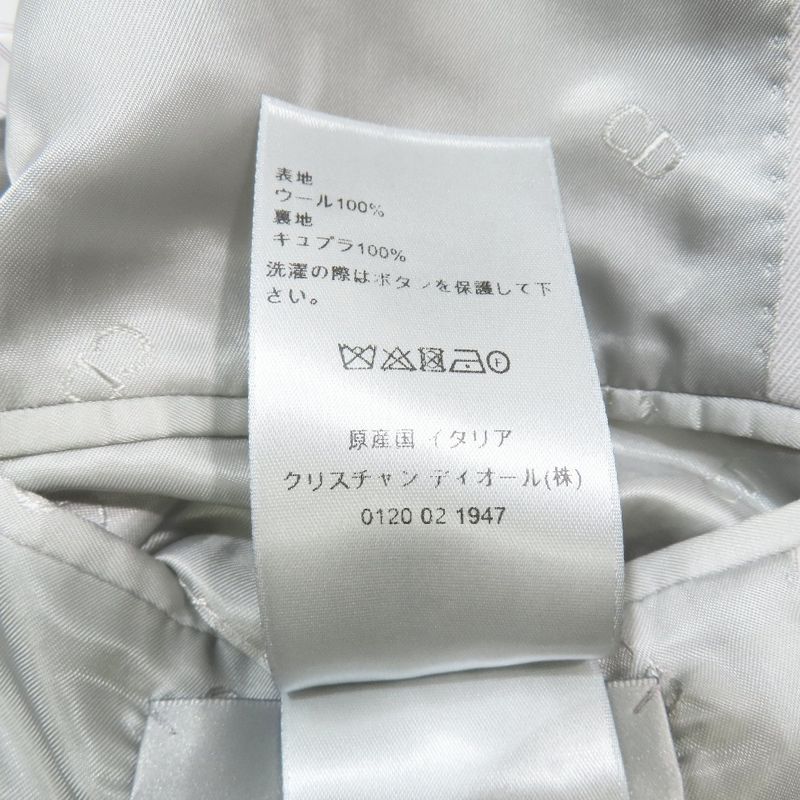 表地
ウール100%
裏地
キュプラ100%
洗濯の際はボタンを保護して下
さい。
原産国 イタリア
クリスチャン ディオール(株)
0120 02 1947
CD